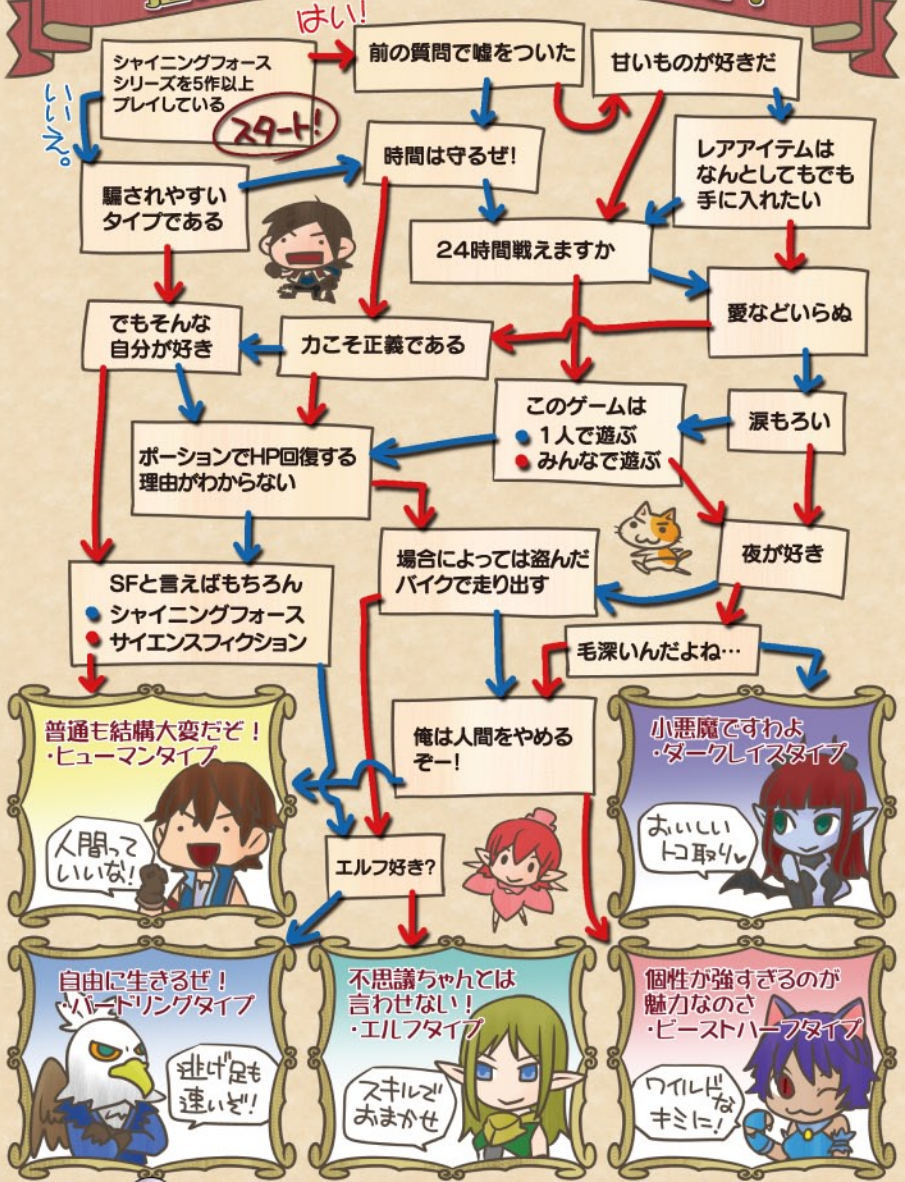 はい!
いいえ。
シャイニングフォース
シリーズを5作以上
プレイしている
スタート!
前の質問で嘘をついた
甘いものが好きだ
時間は守るぜ!
レアアイテムは
なんとしてもでも
手に入れたい
騙されやすい
タイプである
24時間戦えますか
でもそんな
自分が好き
力こそ正義である
愛などいらぬ
このゲームは
1人で遊ぶ
みんなで遊ぶ
涙もろい
ポーションでHP回復する
理由がわからない
場合によっては盗んだ
バイクで走り出す
夜が好き
SFと言えばもちろん
シャイニングフォース
サイエンスフィクション
毛深いんだよね…
俺は人間をやめる
ぞー!
普通も結構大変だぞ!
・ヒューマンタイプ
人間って
いいな!
小悪魔ですわよ
・ダークレイスタイプ
おいしい
トコ取り
エルフ好き?
自由に生きるぜ!
・バードリングタイプ
逃げ足も
速いぞ!
不思議ちゃんとは
言わせない!
・エルフタイプ
スキルで
おまかせ
個性が強すぎるのが
魅力なのさ
・ビーストハーフタイプ
ワイルドな
キミに!